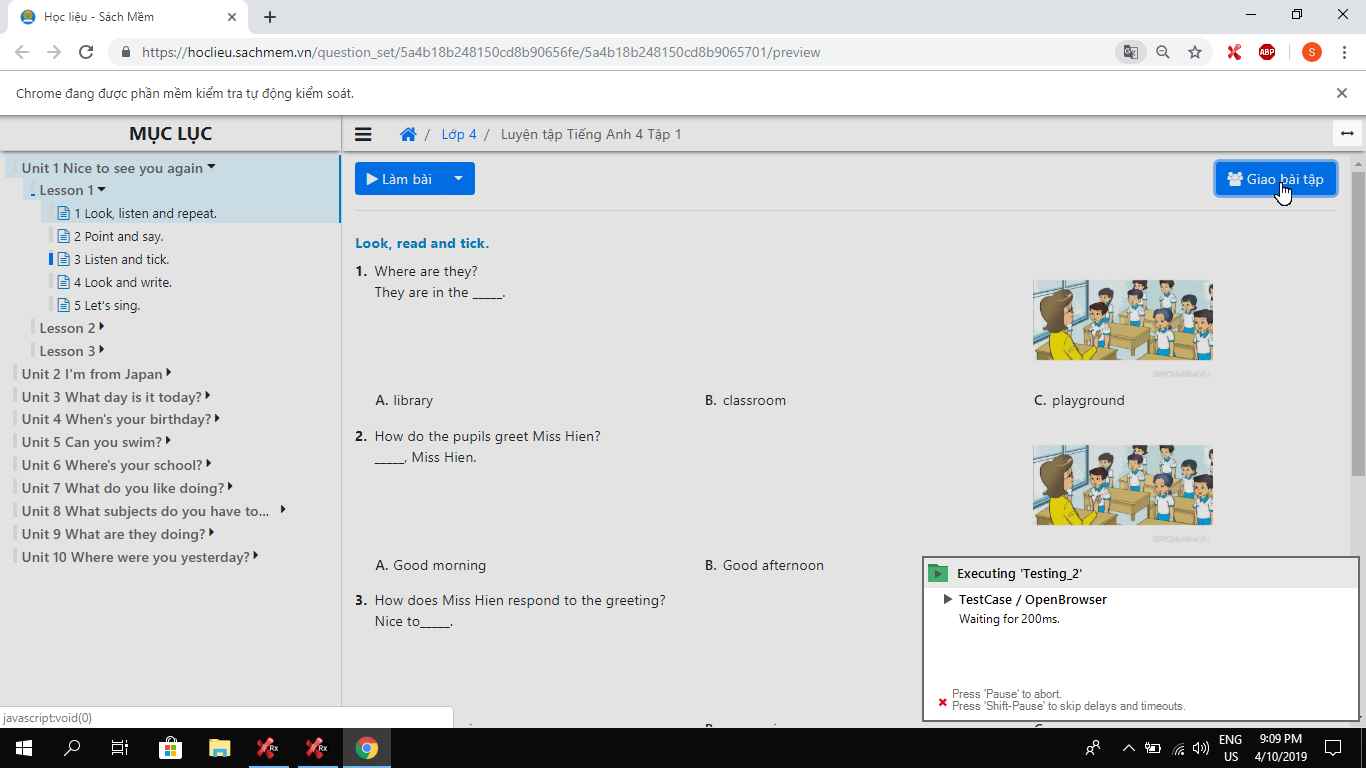 Học liệu - Sách Mềm
https://hoclieu.sachmem.vn/question_set/5a4b18b248150cd8b90656fe/5a4b18b248150cd8b9065701/preview
ABP
S
Chrome đang được phần mềm kiểm tra tự động kiểm soát.
MỤC LỤC
/ Lớp 4 / Luyện tập Tiếng Anh 4 Tập 1
Unit 1 Nice to see you again
Lesson 1
1 Look, listen and repeat.
2 Point and say.
3 Listen and tick.
4 Look and write.
5 Let's sing.
Lesson 2
Lesson 3
Unit 2 I'm from Japan
Unit 3 What day is it today?
Unit 4 When's your birthday?
Unit 5 Can you swim?
Unit 6 Where's your school?
Unit 7 What do you like doing?
Unit 8 What subjects do you have to...
Unit 9 What are they doing?
Unit 10 Where were you yesterday?
Làm bài
Giao bài tập
Look, read and tick.
1. Where are they?
They are in the _____.
A. library
B. classroom
C. playground
2. How do the pupils greet Miss Hien?
_____, Miss Hien.
A. Good morning
B. Good afternoon
3. How does Miss Hien respond to the greeting?
Nice to_____.
Executing 'Testing_2'
TestCase / OpenBrowser
Waiting for 200ms.
Press 'Pause' to abort.
Press 'Shift-Pause' to skip delays and timeouts.
javascript:void(0)
Rx
Rx
ENG
US
9:09 PM
4/10/2019